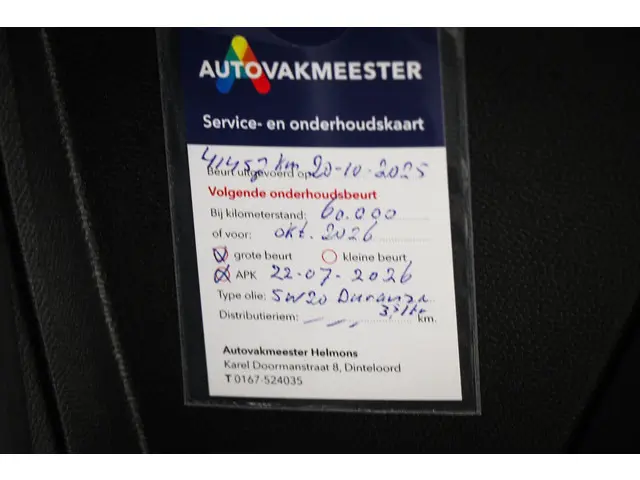 AUTOVAKMEESTER
Service- en onderhoudskaart
41457 km 20-10-2025
Beurt uitgevoerd op
Volgende onderhoudsbeurt
Bij kilometerstand: 60.000
of voor: okt. 2026
grote beurt kleine beurt
APK 22-07-2026
Type olie: 5W20
Distributieriem: km.
Autovakmeester Helmons
Karel Doormanstraat 8, Dinteloord
T 0167-524035